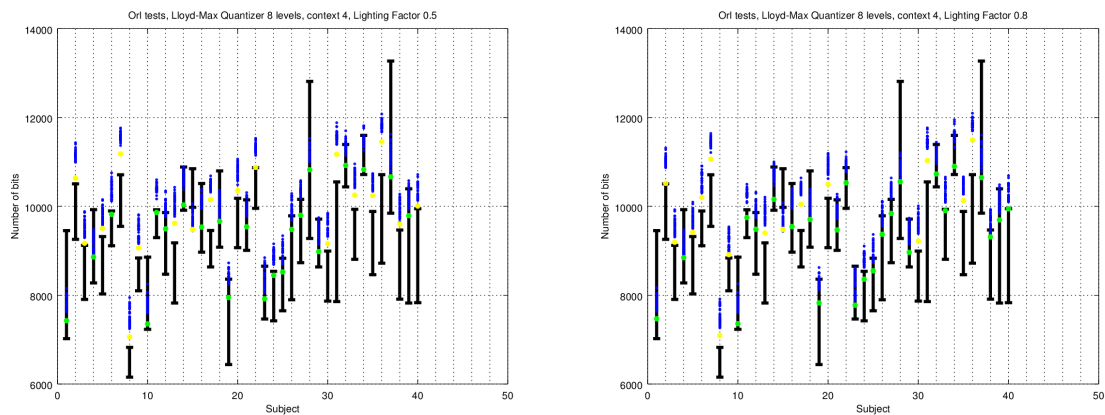 Orl tests, Lloyd-Max Quantizer 8 levels, context 4, Lighting Factor 0.5
14000
12000
10000
8000
6000
Number of bits
0 10 20 30 40 50
Subject
Orl tests, Lloyd-Max Quantizer 8 levels, context 4, Lighting Factor 0.8
14000
12000
10000
8000
6000
Number of bits
0 10 20 30 40 50
Subject